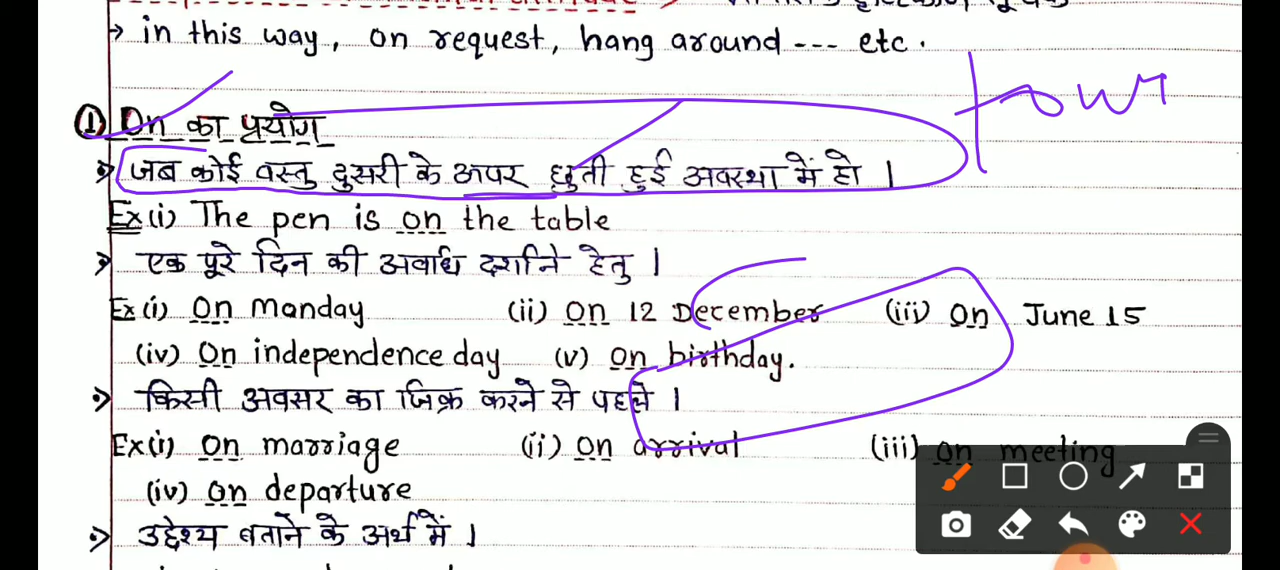 → in this way, on request, hang around --- etc.
tour
① On का प्रयोग
जब कोई वस्तु दुसरी के ऊपर छुती हुई अवस्था में हो ।
Ex(i) The pen is on the table
एक पूरे दिन की अवधि दर्शाने हेतु ।
Ex(i) On Monday (ii) On 12 December (iii) On June 15
(iv) On independence day (v) on birthday.
किसी अवसर का जिक्र करने से पहले ।
Ex(i) On marriage (ii) On arrival (iii) on meeting
(iv) on departure
उद्देश्य बताने के अर्थ में ।